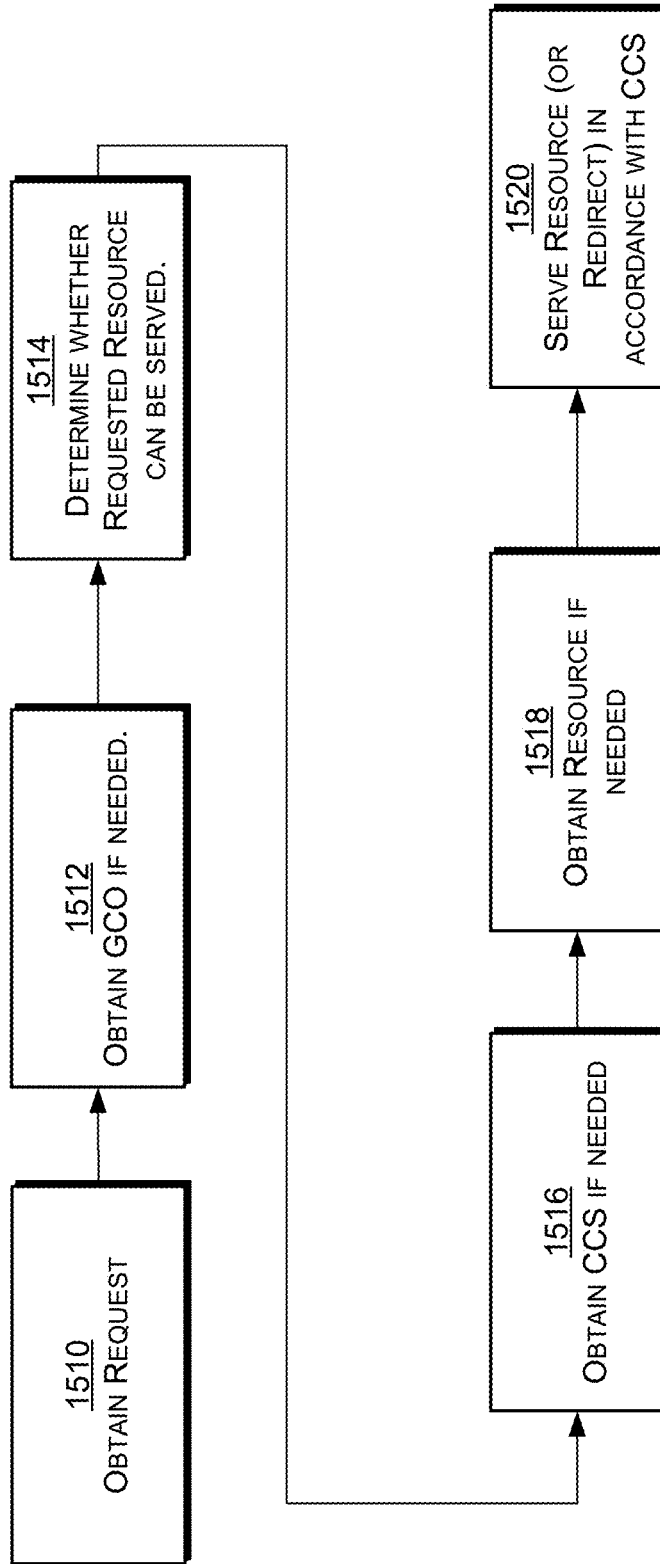 1510
OBTAIN REQUEST
1512
OBTAIN GCO IF NEEDED.
1514
DETERMINE WHETHER
REQUESTED RESOURCE
CAN BE SERVED.
1516
OBTAIN CCS IF NEEDED
1518
OBTAIN RESOURCE IF
NEEDED
1520
SERVE RESOURCE (OR
REDIRECT) IN
ACCORDANCE WITH CCS